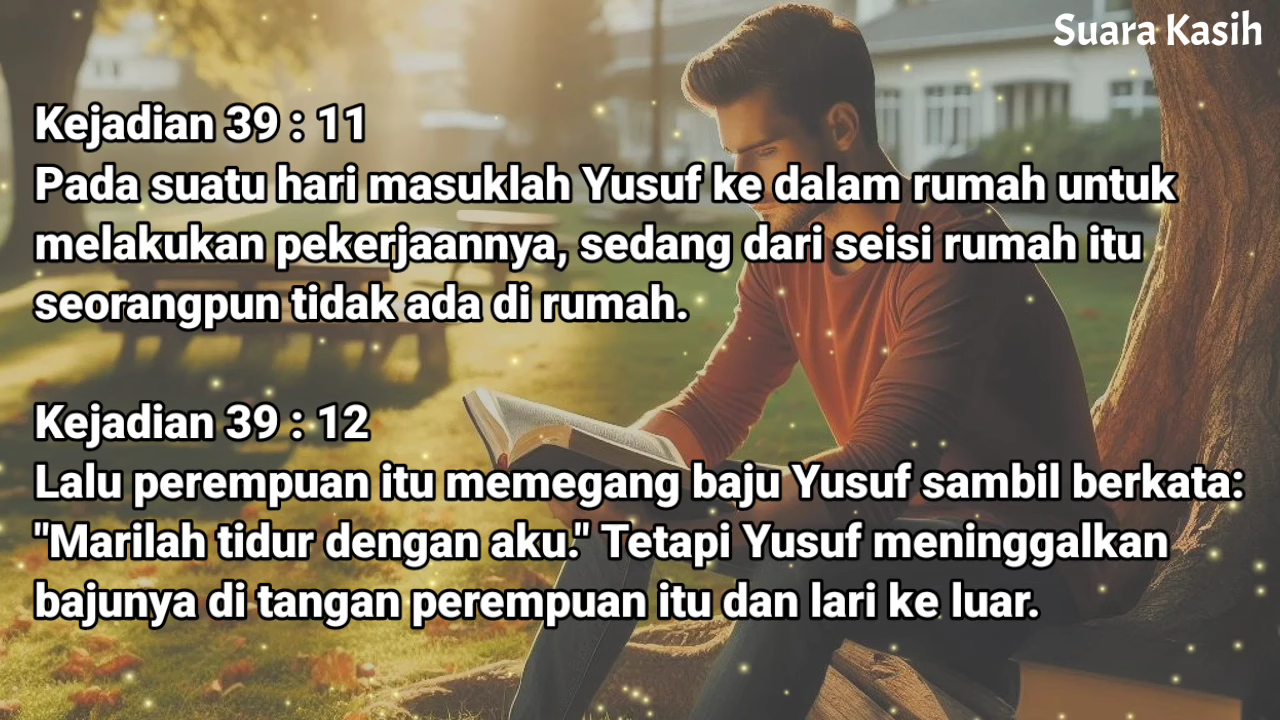 Suara Kasih
Kejadian 39 : 11
Pada suatu hari masuklah Yusuf ke dalam rumah untuk
melakukan pekerjaannya, sedang dari seisi rumah itu
seorangpun tidak ada di rumah.
Kejadian 39 : 12
Lalu perempuan itu memegang baju Yusuf sambil berkata:
"Marilah tidur dengan aku." Tetapi Yusuf meninggalkan
bajunya di tangan perempuan itu dan lari ke luar.